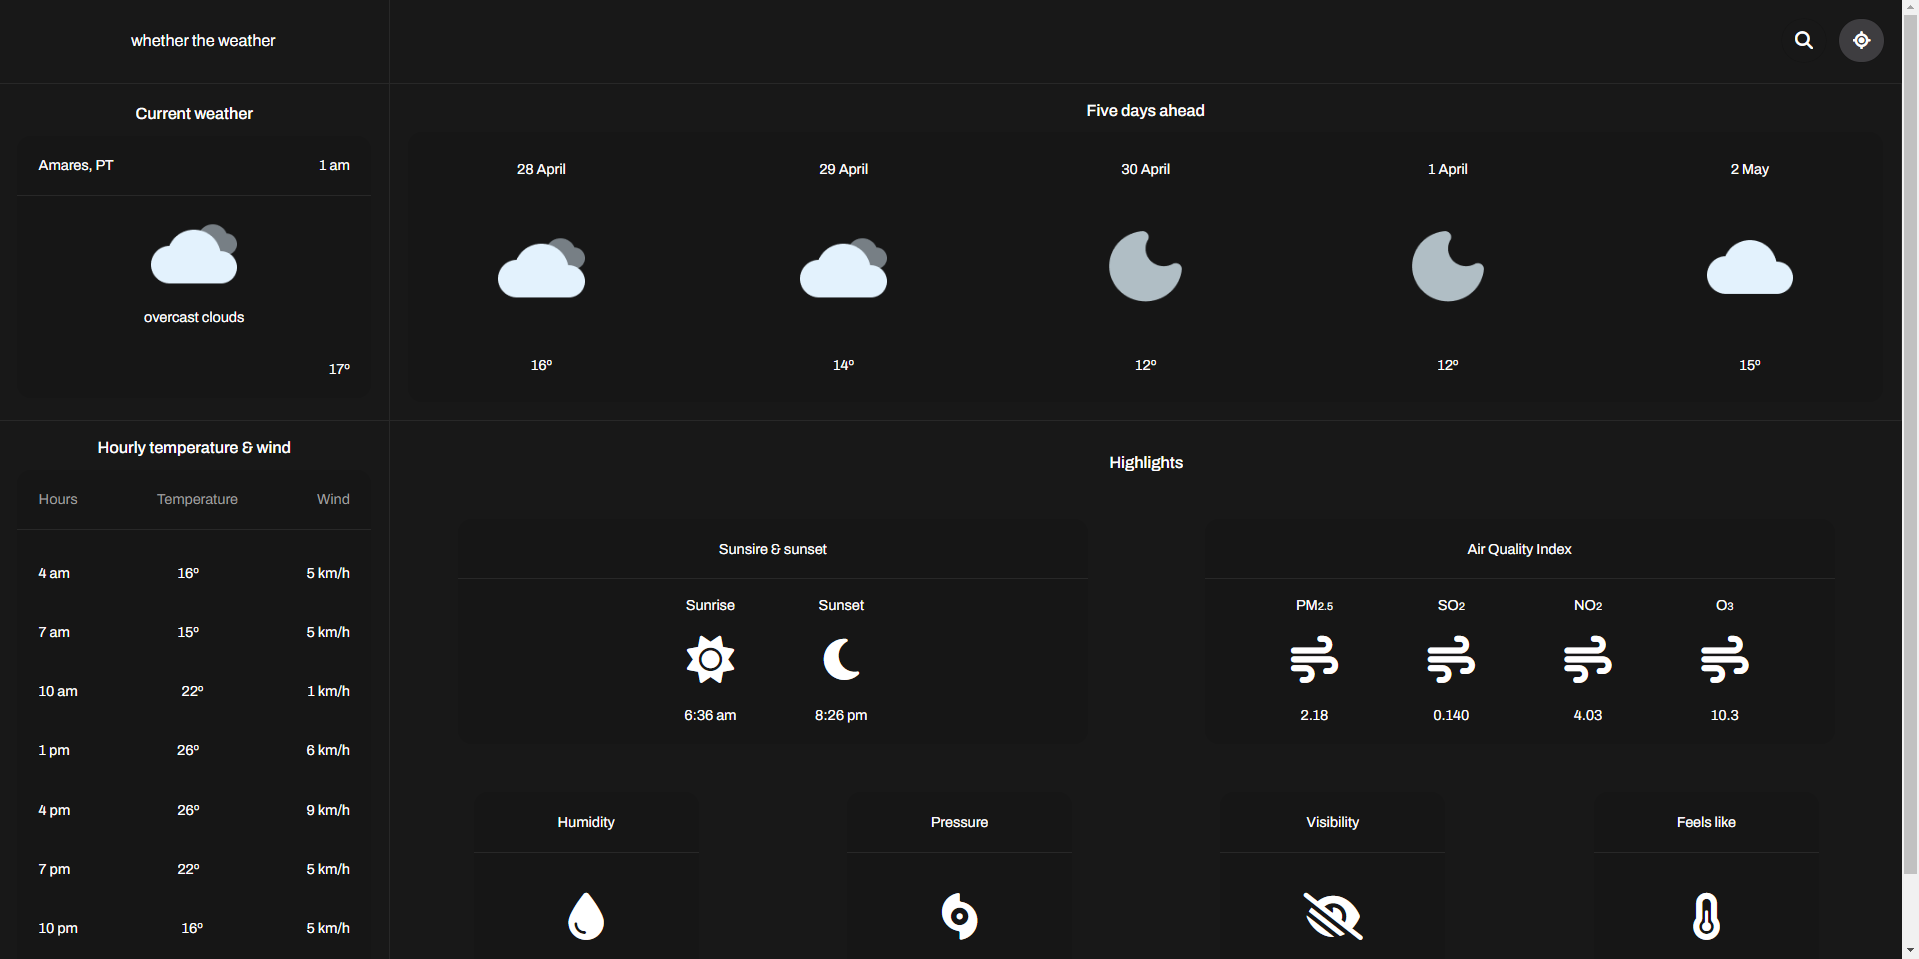 whether the weather
Current weather
Amares, PT 1 am
overcast clouds
17º
Five days ahead
28 April 29 April 30 April 1 April 2 May
16º 14º 12º 12º 15º
Hourly temperature & wind
Hours Temperature Wind
4 am 16º 5 km/h
7 am 15º 5 km/h
10 am 22º 1 km/h
1 pm 26º 6 km/h
4 pm 26º 9 km/h
7 pm 22º 5 km/h
10 pm 16º 5 km/h
Highlights
Sunsire & sunset
Sunrise Sunset
6:36 am 8:26 pm
Air Quality Index
PM2.5 SO2 NO2 O3
2.18 0.140 4.03 10.3
Humidity Pressure Visibility Feels like